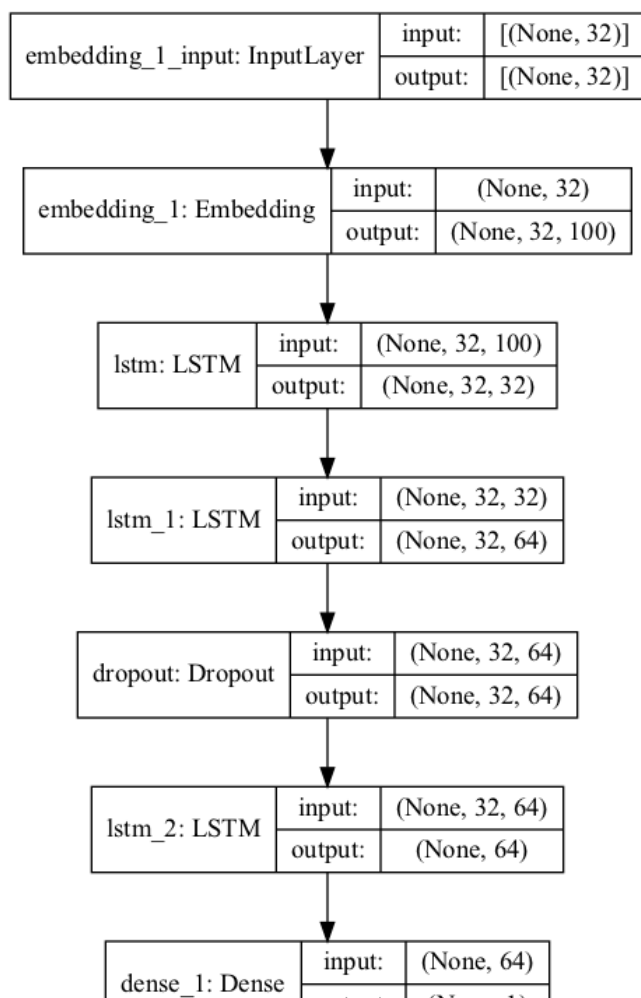 embedding_1_input: InputLayer
input: [(None, 32)]
output: [(None, 32)]
embedding_1: Embedding
input: (None, 32)
output: (None, 32, 100)
lstm: LSTM
input: (None, 32, 100)
output: (None, 32, 32)
lstm_1: LSTM
input: (None, 32, 32)
output: (None, 32, 64)
dropout: Dropout
input: (None, 32, 64)
output: (None, 32, 64)
lstm_2: LSTM
input: (None, 32, 64)
output: (None, 64)
dense_1: Dense
input: (None, 64)